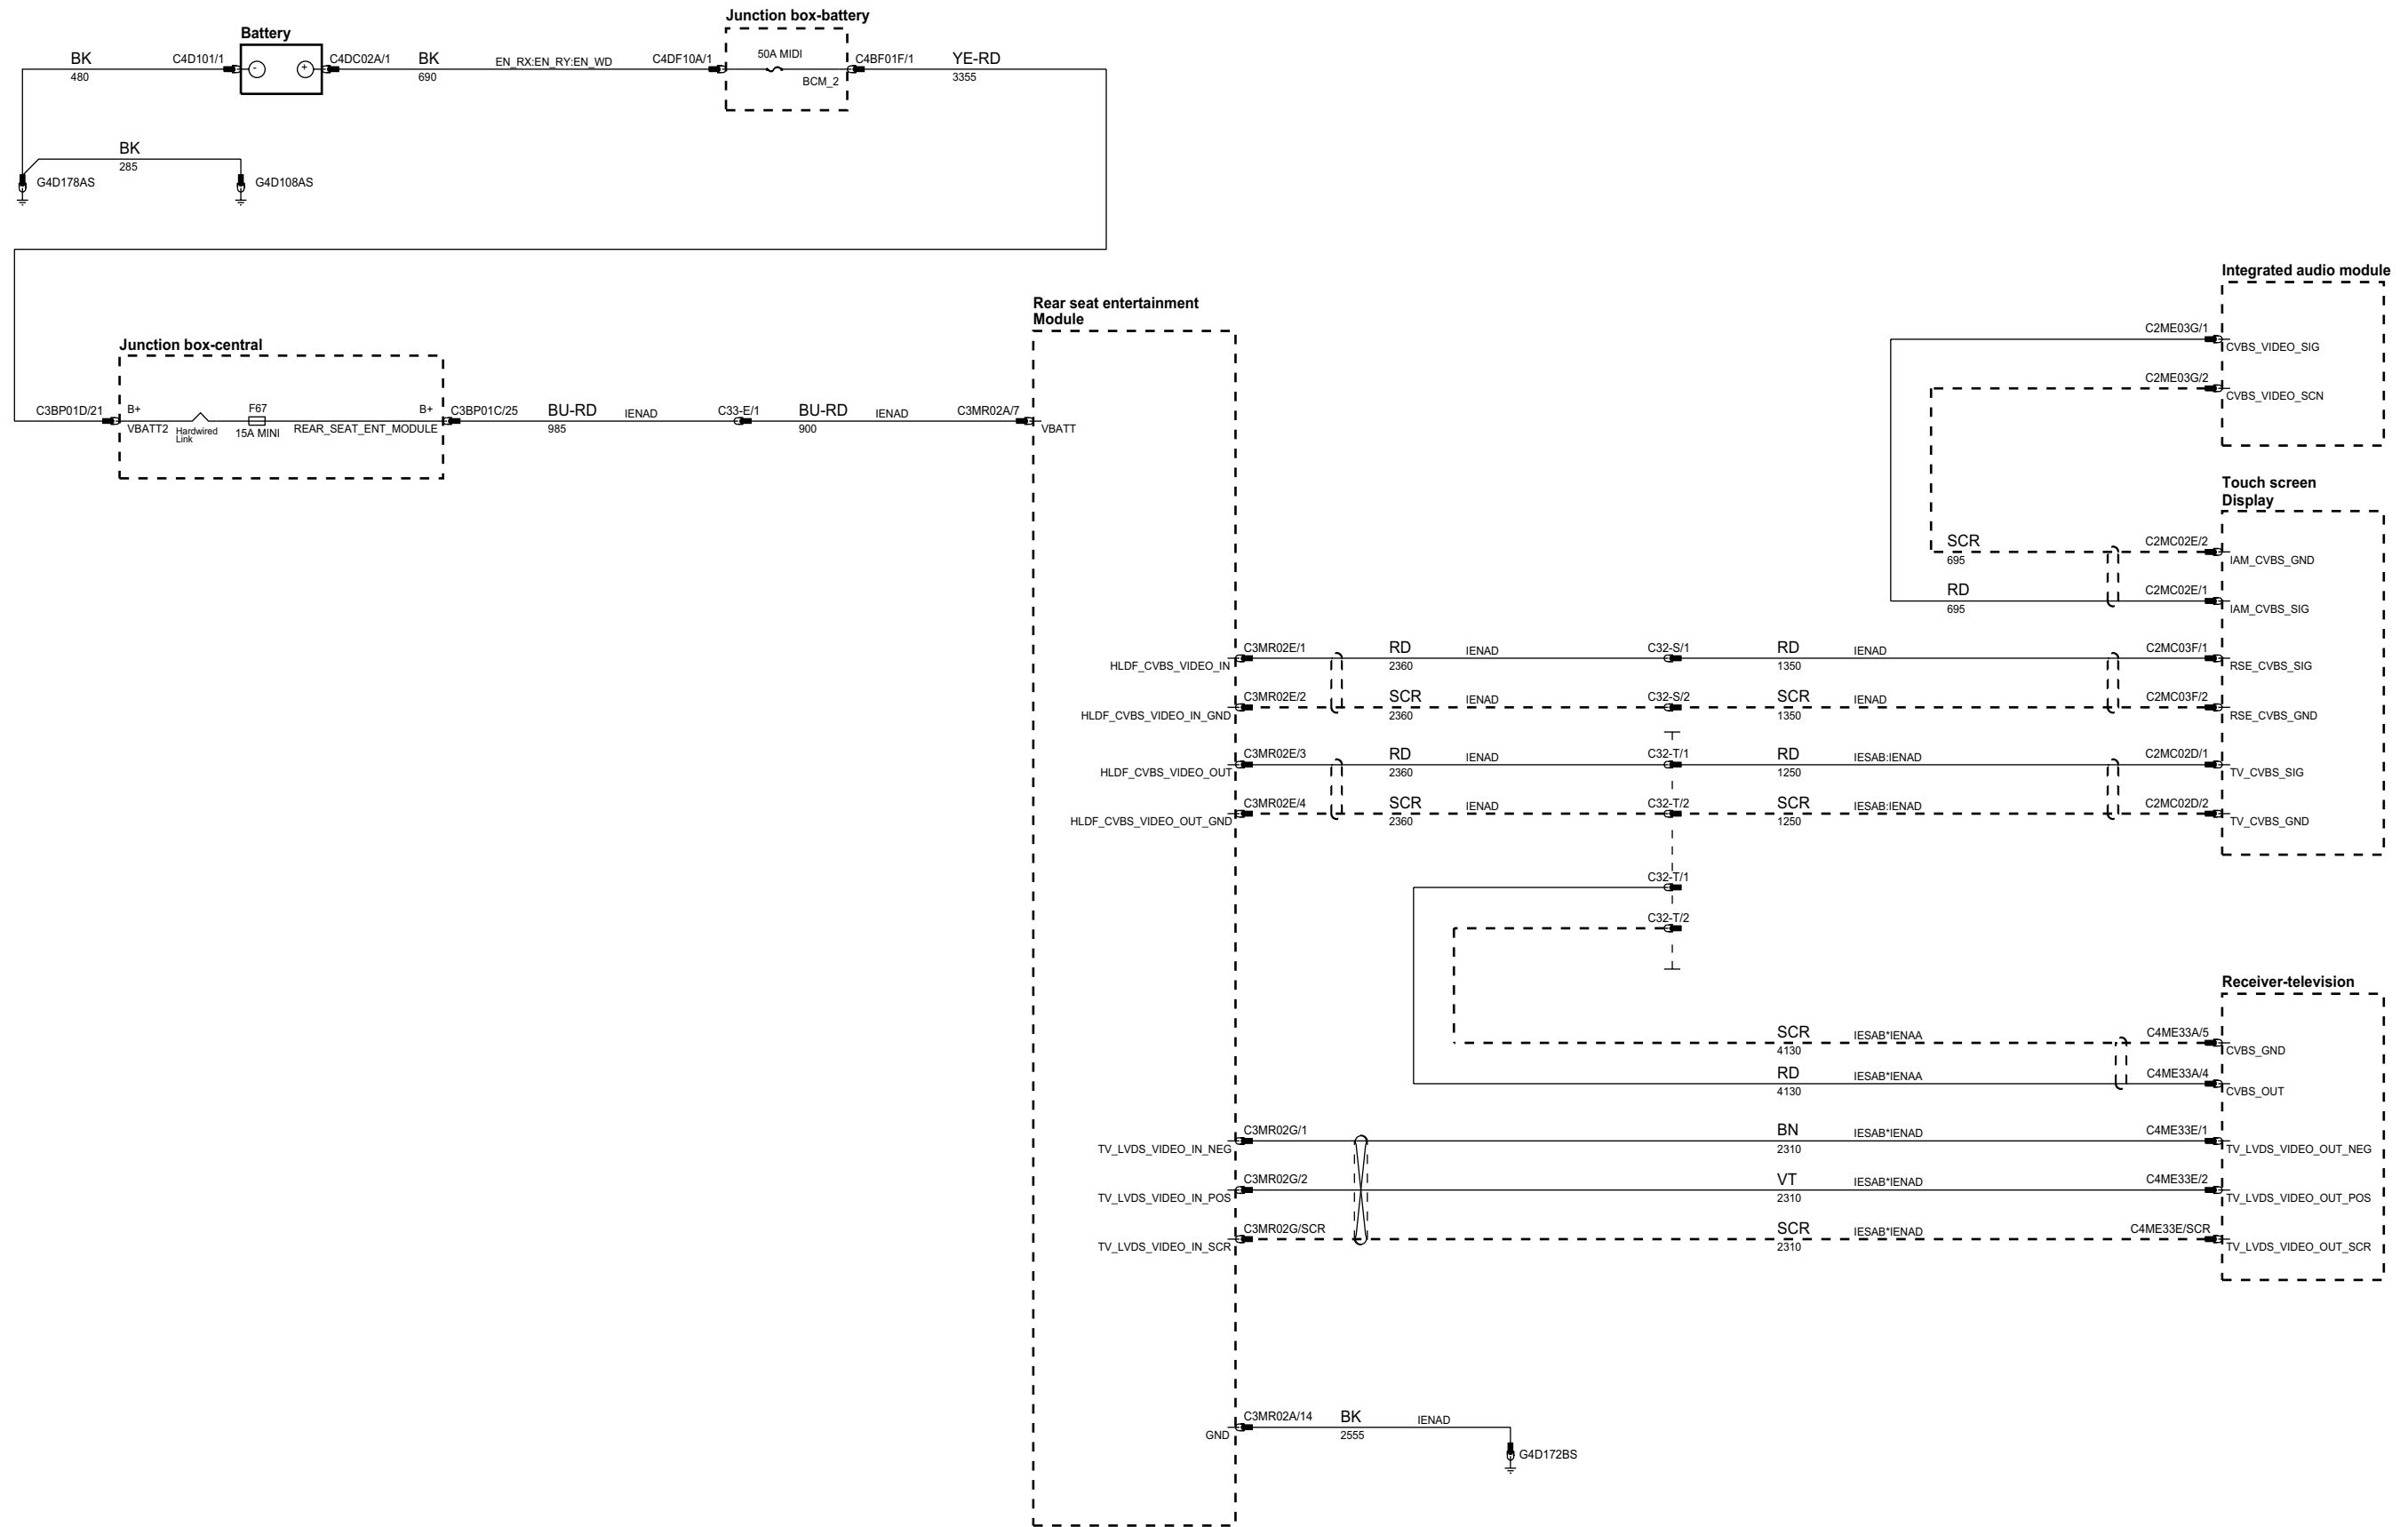 Junction box-battery
Battery
BK
480
C4D101/1
-
+
C4DC02A/1
BK
690
EN_RX:EN_RY:EN_WD
C4DF10A/1
50A MIDI
BCM_2
C4BF01F/1
YE-RD
3355
BK
285
G4D178AS
G4D108AS
Junction box-central
C3BP01D/21
B+
VBATT2
Hardwired
Link
F67
15A MINI
B+
REAR_SEAT_ENT_MODULE
C3BP01C/25
BU-RD
985
IENAD
C33-E/1
BU-RD
900
IENAD
C3MR02A/7
Rear seat entertainment
Module
VBATT
Integrated audio module
C2ME03G/1
CVBS_VIDEO_SIG
C2ME03G/2
CVBS_VIDEO_SCN
Touch screen
Display
SCR
695
C2MC02E/2
IAM_CVBS_GND
RD
695
C2MC02E/1
IAM_CVBS_SIG
HLDF_CVBS_VIDEO_IN
C3MR02E/1
RD
2360
IENAD
C32-S/1
RD
1350
IENAD
C2MC03F/1
RSE_CVBS_SIG
HLDF_CVBS_VIDEO_IN_GND
C3MR02E/2
SCR
2360
IENAD
C32-S/2
SCR
1350
IENAD
C2MC03F/2
RSE_CVBS_GND
HLDF_CVBS_VIDEO_OUT
C3MR02E/3
RD
2360
IENAD
C32-T/1
RD
1250
IESAB:IENAD
C2MC02D/1
TV_CVBS_SIG
HLDF_CVBS_VIDEO_OUT_GND
C3MR02E/4
SCR
2360
IENAD
C32-T/2
SCR
1250
IESAB:IENAD
C2MC02D/2
TV_CVBS_GND
C32-T/1
C32-T/2
Receiver-television
SCR
4130
IESAB*IENAA
C4ME33A/5
CVBS_GND
RD
4130
IESAB*IENAA
C4ME33A/4
CVBS_OUT
TV_LVDS_VIDEO_IN_NEG
C3MR02G/1
BN
2310
IESAB*IENAD
C4ME33E/1
TV_LVDS_VIDEO_OUT_NEG
TV_LVDS_VIDEO_IN_POS
C3MR02G/2
VT
2310
IESAB*IENAD
C4ME33E/2
TV_LVDS_VIDEO_OUT_POS
TV_LVDS_VIDEO_IN_SCR
C3MR02G/SCR
SCR
2310
IESAB*IENAD
C4ME33E/SCR
TV_LVDS_VIDEO_OUT_SCR
GND
C3MR02A/14
BK
2555
IENAD
G4D172BS